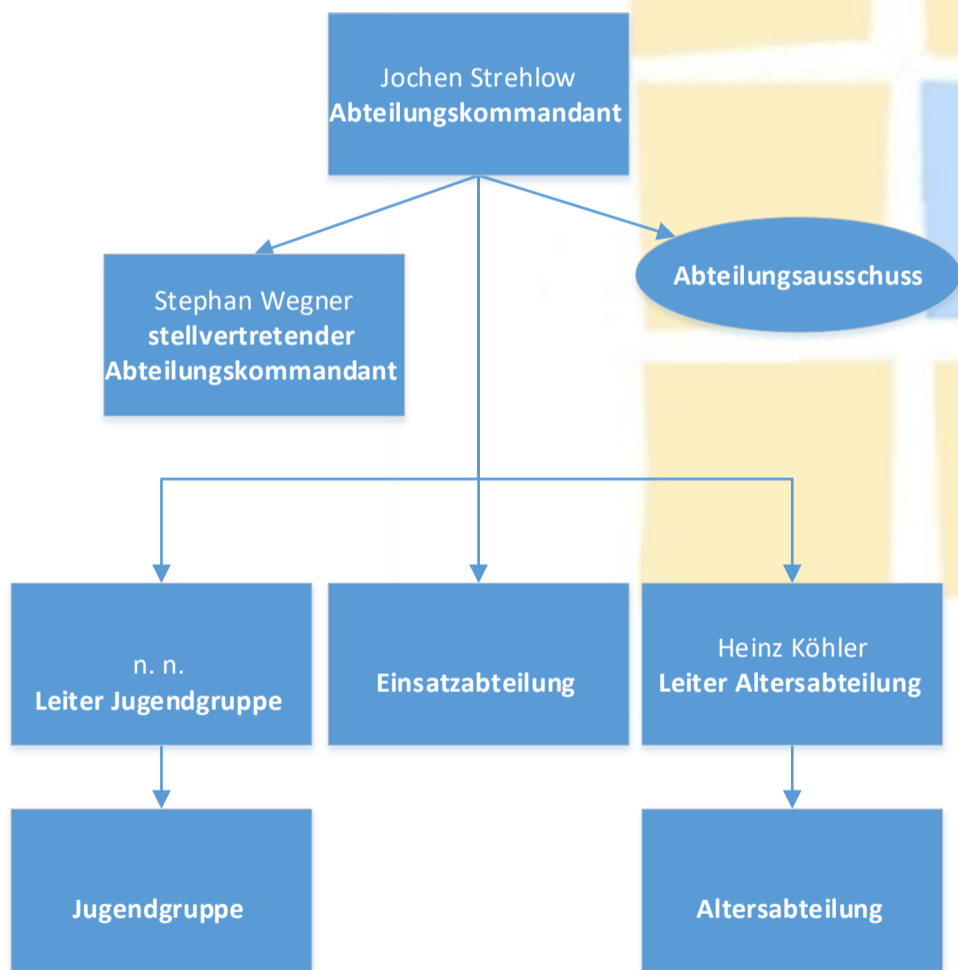 Jochen Strehlow
Abteilungskommandant
Abteilungsausschuss
Stephan Wegner
stellvertretender
Abteilungskommandant
n. n.
Leiter Jugendgruppe
Einsatzabteilung
Heinz Köhler
Leiter Altersabteilung
Jugendgruppe
Altersabteilung